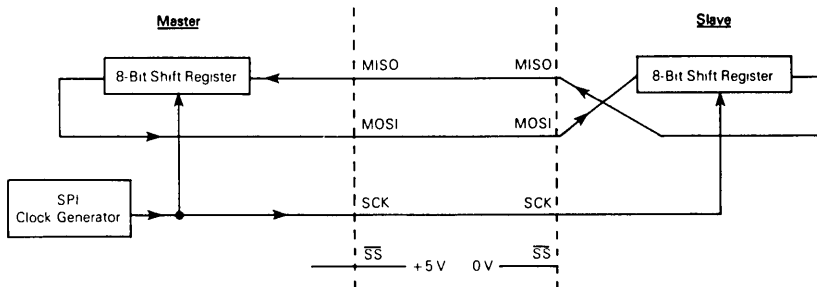 Master
Slave
8-Bit Shift Register
MISO
MISO
8-Bit Shift Register
MOSI
MOSI
SPI
Clock Generator
SCK
SCK
SS
+5 V
0 V
SS